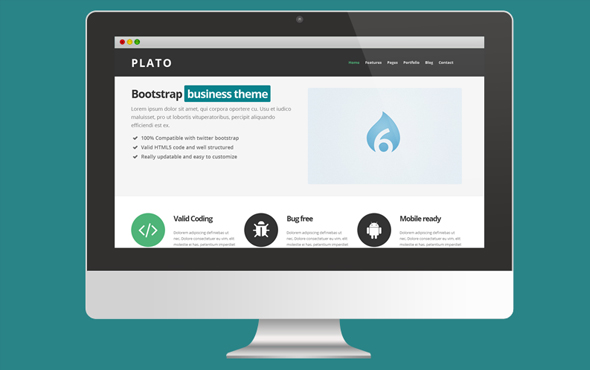 PLATO
Home Features Pages Portfolio Blog Contact
Bootstrap business theme
Lorem ipsum dolor sit amet, qui corpora oportere cu. Usu et iudico
maluisset, pro ut lobortis vituperatoribus, percipit aliquando
efficiendi est ex.
100% Compatible with twitter bootstrap
Valid HTML5 code and well structured
Really updatable and easy to customize
6
Valid Coding
Dolorem adipiscing definiebas ut
nec. Dolore consectetuer eu vim, elit
molestie ei has, petentium imperdiet
Bug free
Dolorem adipiscing definiebas ut
nec. Dolore consectetuer eu vim, elit
molestie ei has, petentium imperdiet
Mobile ready
Dolorem adipiscing definiebas ut
nec. Dolore consectetuer eu vim, elit
molestie ei has, petentium imperdiet